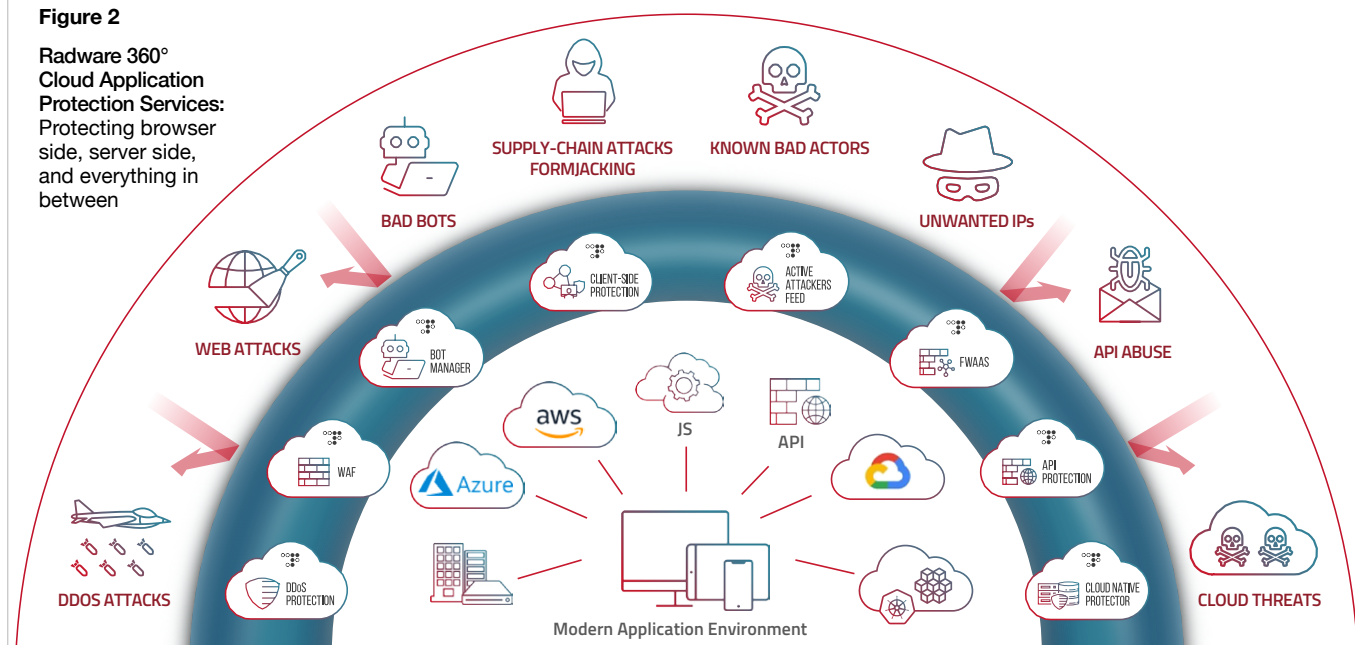 Figure 2
Radware 360°
Cloud Application
Protection Services:
Protecting browser
side, server side,
and everything in
between
SUPPLY-CHAIN ATTACKS
FORMJACKING
KNOWN BAD ACTORS
BAD BOTS
UNWANTED IPs
WEB ATTACKS
API ABUSE
DDOS ATTACKS
CLOUD THREATS
CLIENT-SIDE
PROTECTION
ACTIVE
ATTACKERS
FEED
BOT
MANAGER
FWAAS
WAF
API
PROTECTION
DDoS
PROTECTION
CLOUD NATIVE
PROTECTOR
aws
JS
API
Azure
Modern Application Environment